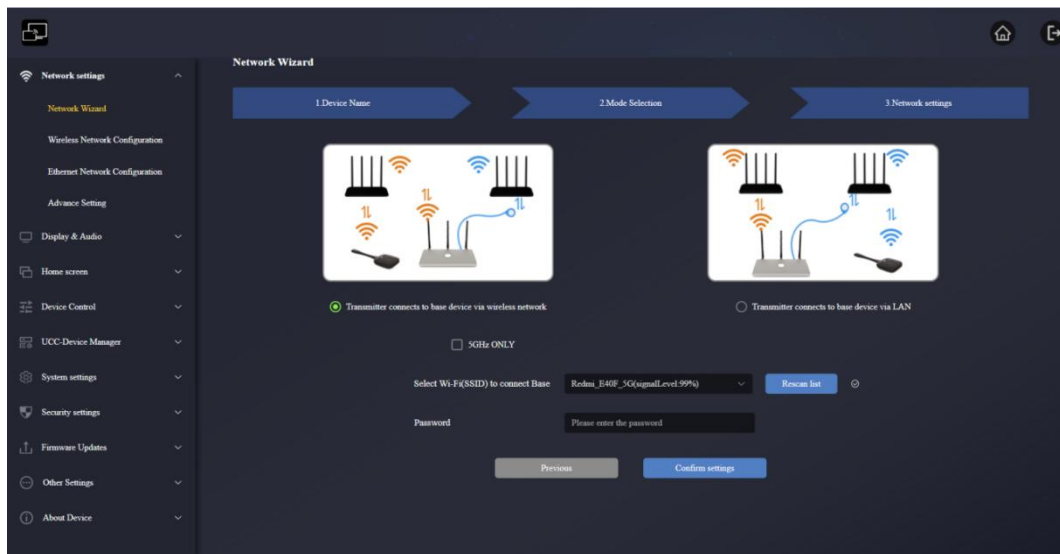 Network Wizard
Network settings
Network Wizard
Wireless Network Configuration
Ethernet Network Configuration
Advance Setting
Display & Audio
Home screen
Device Control
UCC-Device Manager
System settings
Security settings
Firmware Updates
Other Settings
About Device
1.Device Name
2.Mode Selection
3.Network settings
Transmitter connects to base device via wireless network
Transmitter connects to base device via LAN
5GHz ONLY
Select Wi-Fi(SSID) to connect Base
Redmi_E40F_5G(signalLevel:99%)
Rescan list
Password
Please enter the password
Previous
Confirm settings